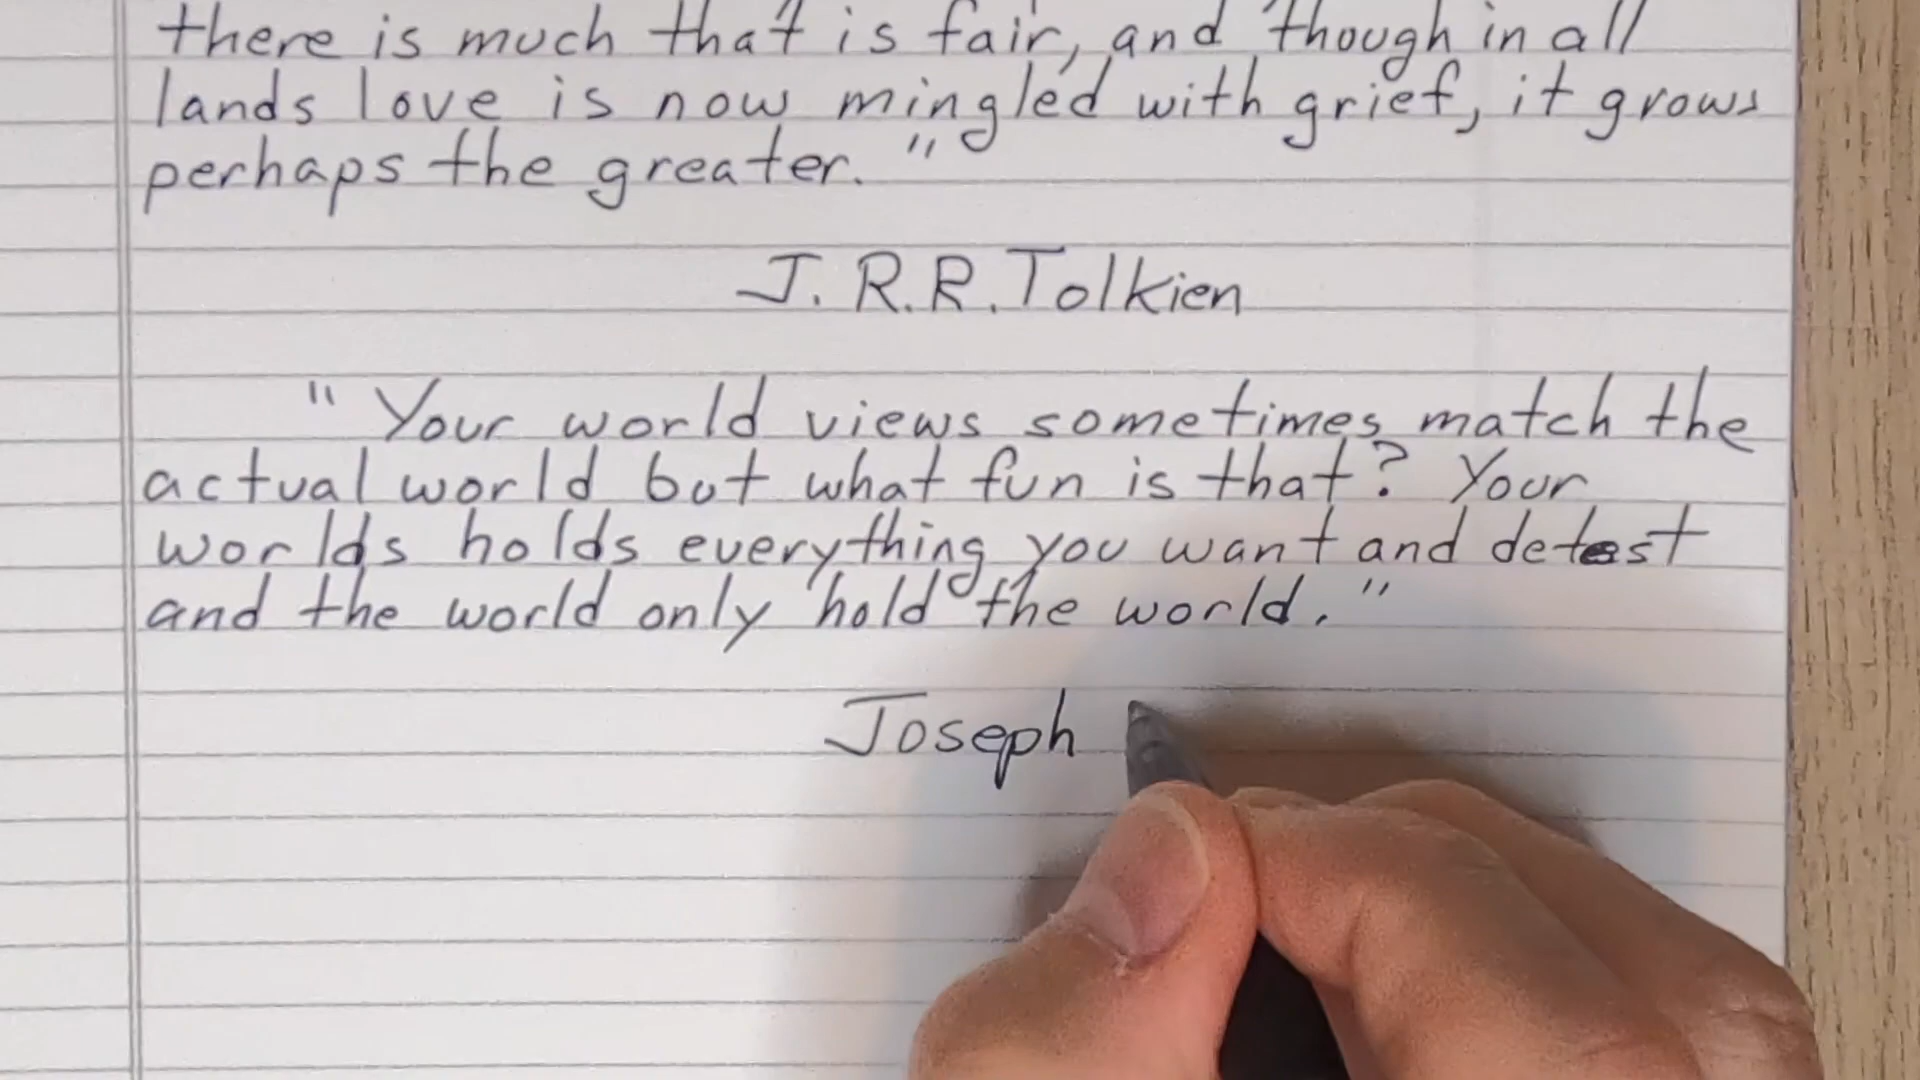 there is much that is fair, and though in all
lands love is now mingled with grief, it grows
perhaps the greater."
J. R. R. Tolkien
"Your world views sometimes match the
actual world but what fun is that? Your
worlds holds everything you want and detest
and the world only hold the world."
Joseph